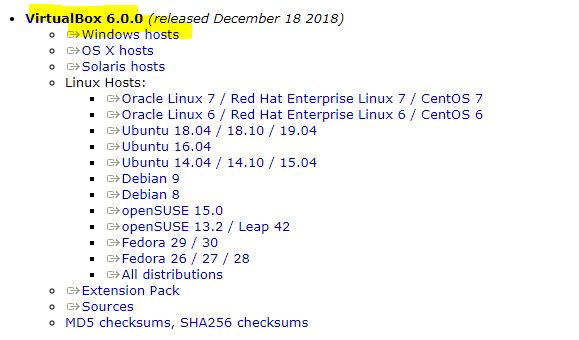 VirtualBox 6.0.0 (released December 18 2018)
Windows hosts
OS X hosts
Solaris hosts
Linux Hosts:
Oracle Linux 7 / Red Hat Enterprise Linux 7 / CentOS 7
Oracle Linux 6 / Red Hat Enterprise Linux 6 / CentOS 6
Ubuntu 18.04 / 18.10 / 19.04
Ubuntu 16.04
Ubuntu 14.04 / 14.10 / 15.04
Debian 9
Debian 8
openSUSE 15.0
openSUSE 13.2 / Leap 42
Fedora 29 / 30
Fedora 26 / 27 / 28
All distributions
Extension Pack
Sources
MD5 checksums, SHA256 checksums